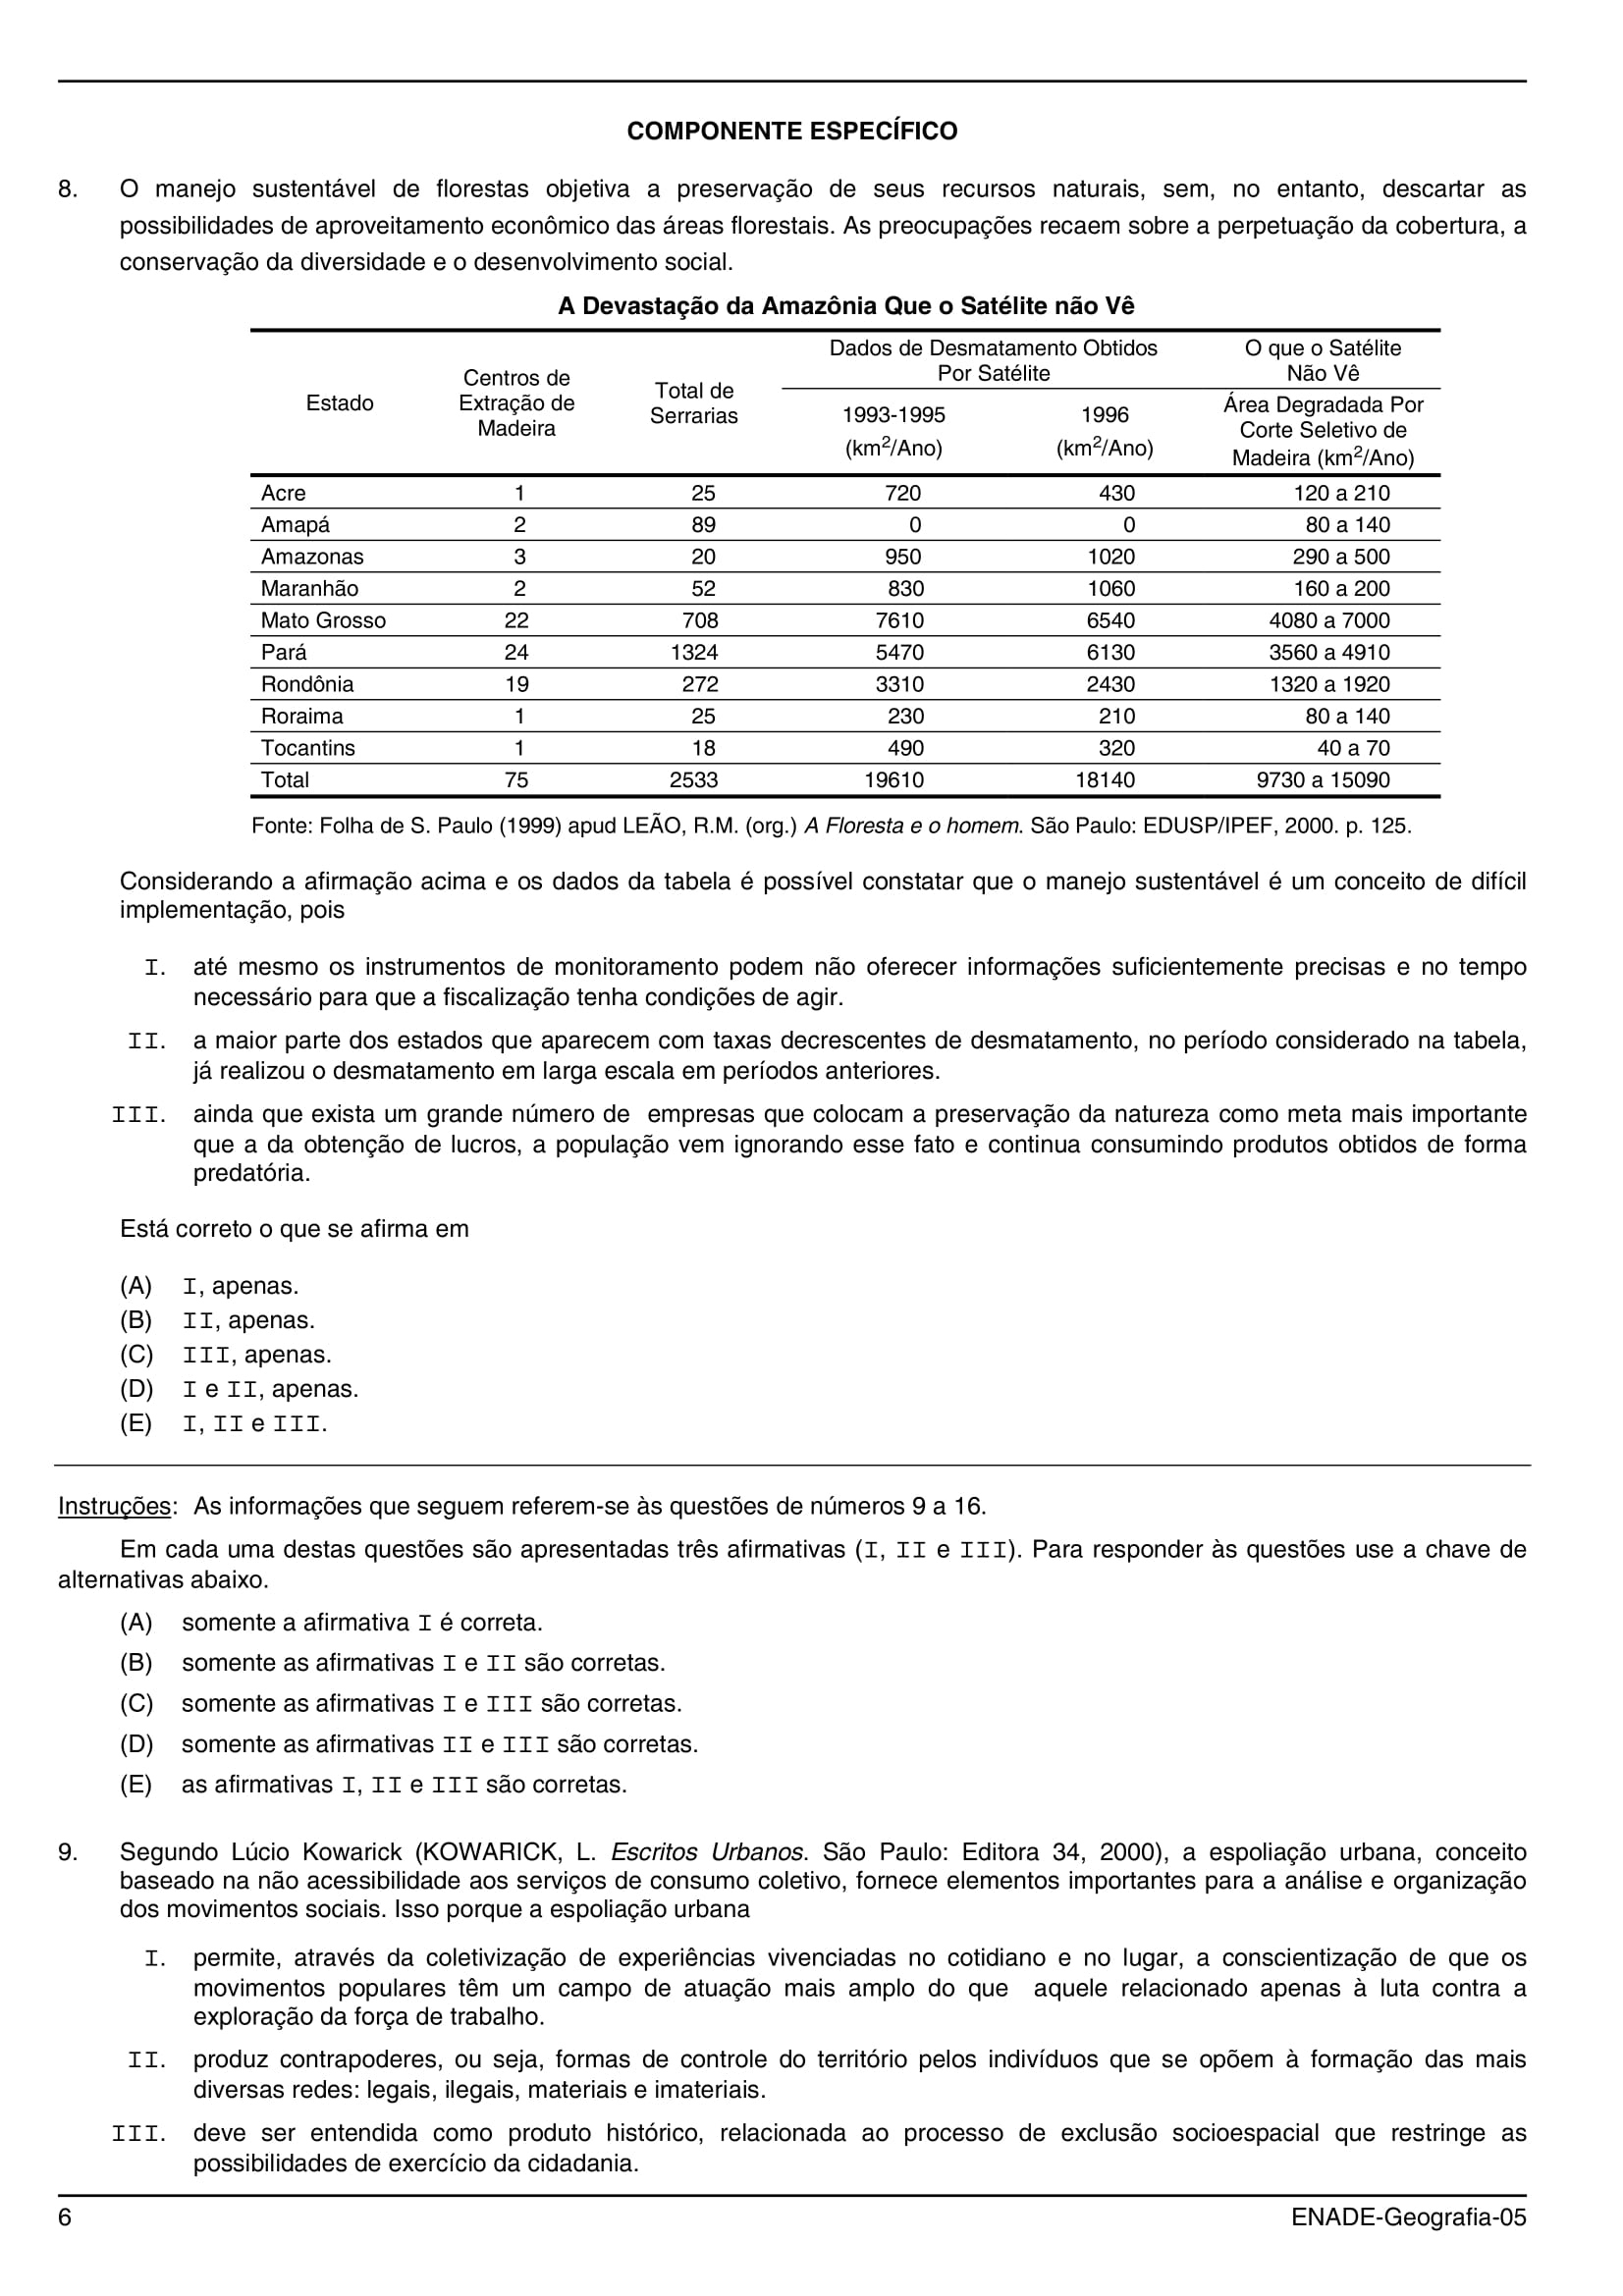 COMPONENTE ESPECÍFICO
8. O manejo sustentável de florestas objetiva a preservação de seus recursos naturais, sem, no entanto, descartar as
possibilidades de aproveitamento econômico das áreas florestais. As preocupações recaem sobre a perpetuação da cobertura, a
conservação da diversidade e o desenvolvimento social.
A Devastação da Amazônia Que o Satélite não Vê
Estado
Centros de
Extração de
Madeira
Total de
Serrarias
Dados de Desmatamento Obtidos
Por Satélite
1993-1995
(km²/Ano)
1996
(km²/Ano)
O que o Satélite
Não Vê
Área Degradada Por
Corte Seletivo de
Madeira (km²/Ano)
Acre 1 25 720 430 120 a 210
Amapá 2 89 0 0 80 a 140
Amazonas 3 20 950 1020 290 a 500
Maranhão 2 52 830 1060 160 a 200
Mato Grosso 22 708 7610 6540 4080 a 7000
Pará 24 1324 5470 6130 3560 a 4910
Rondônia 19 272 3310 2430 1320 a 1920
Roraima 1 25 230 210 80 a 140
Tocantins 1 18 490 320 40 a 70
Total 75 2533 19610 18140 9730 a 15090
Fonte: Folha de S. Paulo (1999) apud LEÃO, R.M. (org.) A Floresta e o homem. São Paulo: EDUSP/IPEF, 2000. p. 125.
Considerando a afirmação acima e os dados da tabela é possível constatar que o manejo sustentável é um conceito de difícil
implementação, pois
I. até mesmo os instrumentos de monitoramento podem não oferecer informações suficientemente precisas e no tempo
necessário para que a fiscalização tenha condições de agir.
II. a maior parte dos estados que aparecem com taxas decrescentes de desmatamento, no período considerado na tabela,
já realizou o desmatamento em larga escala em períodos anteriores.
III. ainda que exista um grande número de empresas que colocam a preservação da natureza como meta mais importante
que a da obtenção de lucros, a população vem ignorando esse fato e continua consumindo produtos obtidos de forma
predatória.
Está correto o que se afirma em
(A) I, apenas.
(B) II, apenas.
(C) III, apenas.
(D) I e II, apenas.
(E) I, II e III.
Instruções: As informações que seguem referem-se às questões de números 9 a 16.
Em cada uma destas questões são apresentadas três afirmativas (I, II e III). Para responder às questões use a chave de
alternativas abaixo.
(A) somente a afirmativa I é correta.
(B) somente as afirmativas I e II são corretas.
(C) somente as afirmativas I e III são corretas.
(D) somente as afirmativas II e III são corretas.
(E) as afirmativas I, II e III são corretas.
9. Segundo Lúcio Kowarick (KOWARICK, L. Escritos Urbanos. São Paulo: Editora 34, 2000), a espoliação urbana, conceito
baseado na não acessibilidade aos serviços de consumo coletivo, fornece elementos importantes para a análise e organização
dos movimentos sociais. Isso porque a espoliação urbana
I. permite, através da coletivização de experiências vivenciadas no cotidiano e no lugar, a conscientização de que os
movimentos populares têm um campo de atuação mais amplo do que aquele relacionado apenas à luta contra a
exploração da força de trabalho.
II. produz contrapoderes, ou seja, formas de controle do território pelos indivíduos que se opõem à formação das mais
diversas redes: legais, ilegais, materiais e imateriais.
III. deve ser entendida como produto histórico, relacionada ao processo de exclusão socioespacial que restringe as
possibilidades de exercício da cidadania.
6 ENADE-Geografia-05